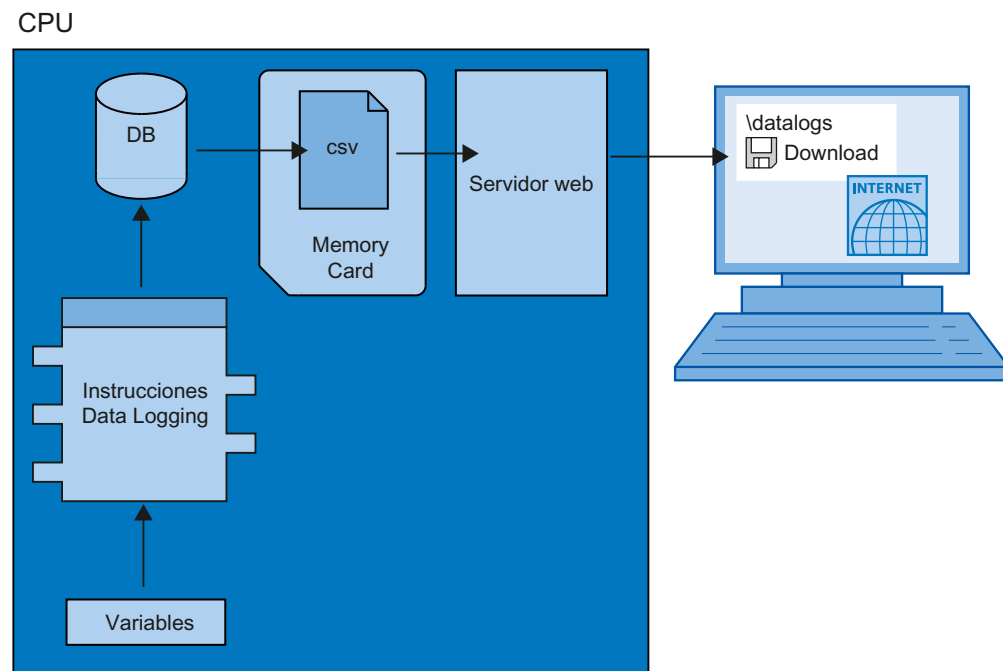 CPU
DB
csv
Memory
Card
Servidor web
\datalogs
Download
INTERNET
Instrucciones
Data Logging
Variables